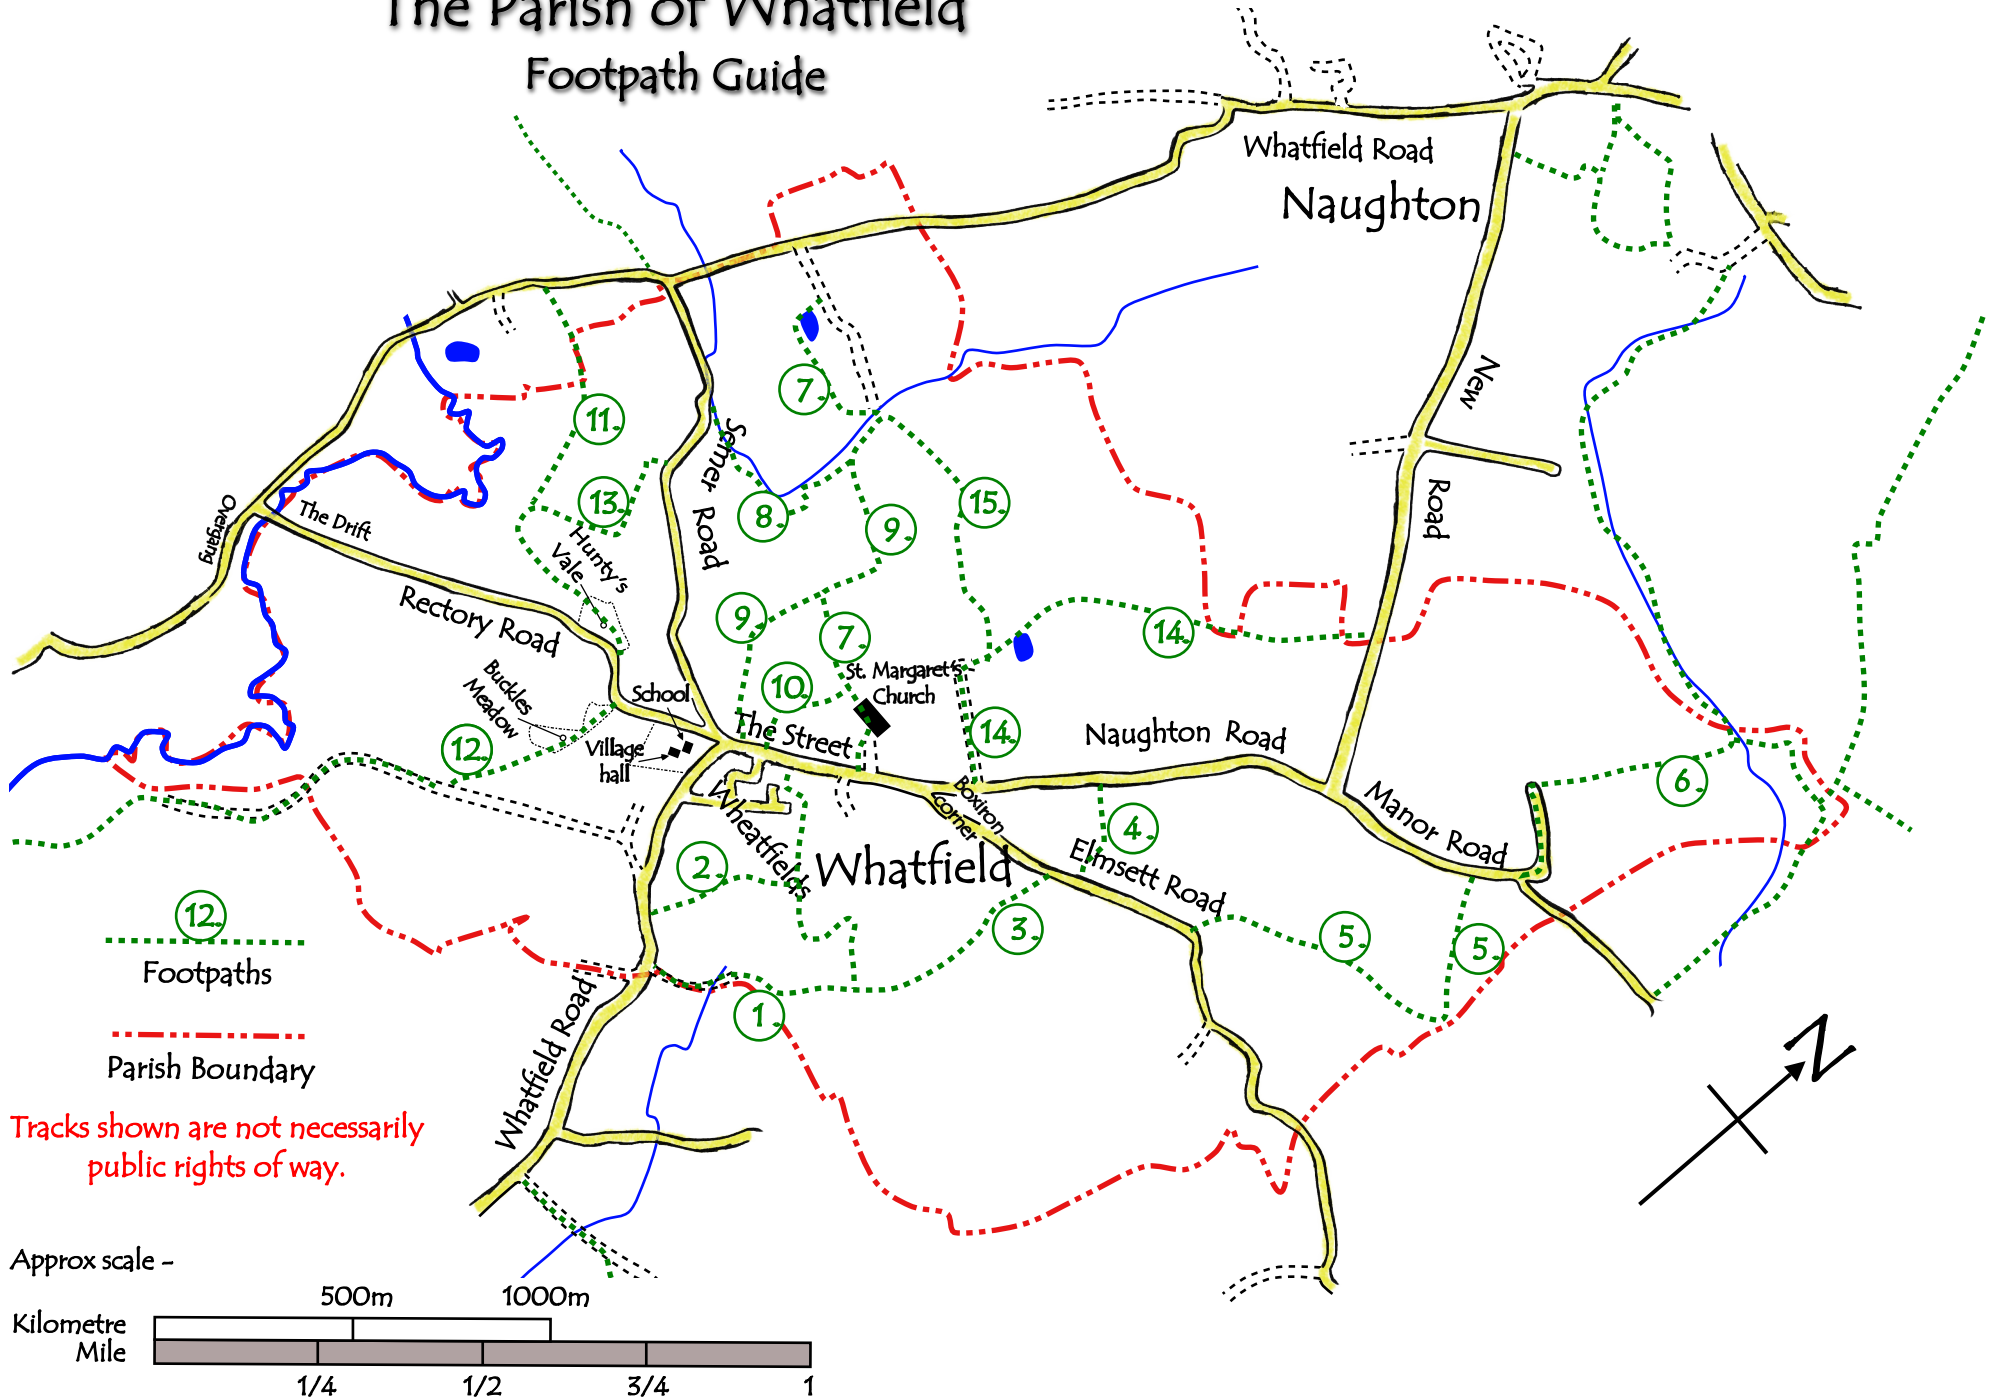 The Parish of Whatfield
Footpath Guide
Whatfield Road
Naughton
New
Road
7.
11.
Semer
Road
13.
8.
9.
15.
Overgang
The Drift
Hunty's
Vale
Rectory Road
9.
7.
14.
St. Margaret's
Church
10.
Buckles
Meadow
School
The Street
12.
Village
hall
14.
Naughton Road
6.
Boxiron
corner
Manor Road
Wheatfields
4.
Elmsett Road
2.
Whatfield
3.
5.
5.
12.
Footpaths
1.
Whatfield Road
Parish Boundary
N
Tracks shown are not necessarily
public rights of way.
Approx scale -
500m 1000m
Kilometre
Mile
1/4 1/2 3/4 1